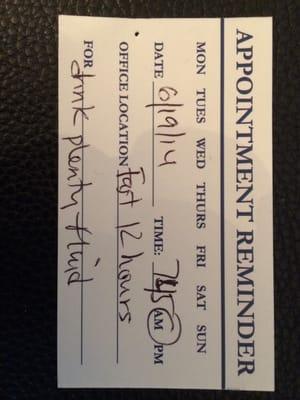 APPOINTMENT REMINDER
MON TUES WED THURS FRI SAT SUN
DATE 6/19/14 TIME: 7:45 AM PM
OFFICE LOCATION Fast 12 hours
FOR drink plenty fluid